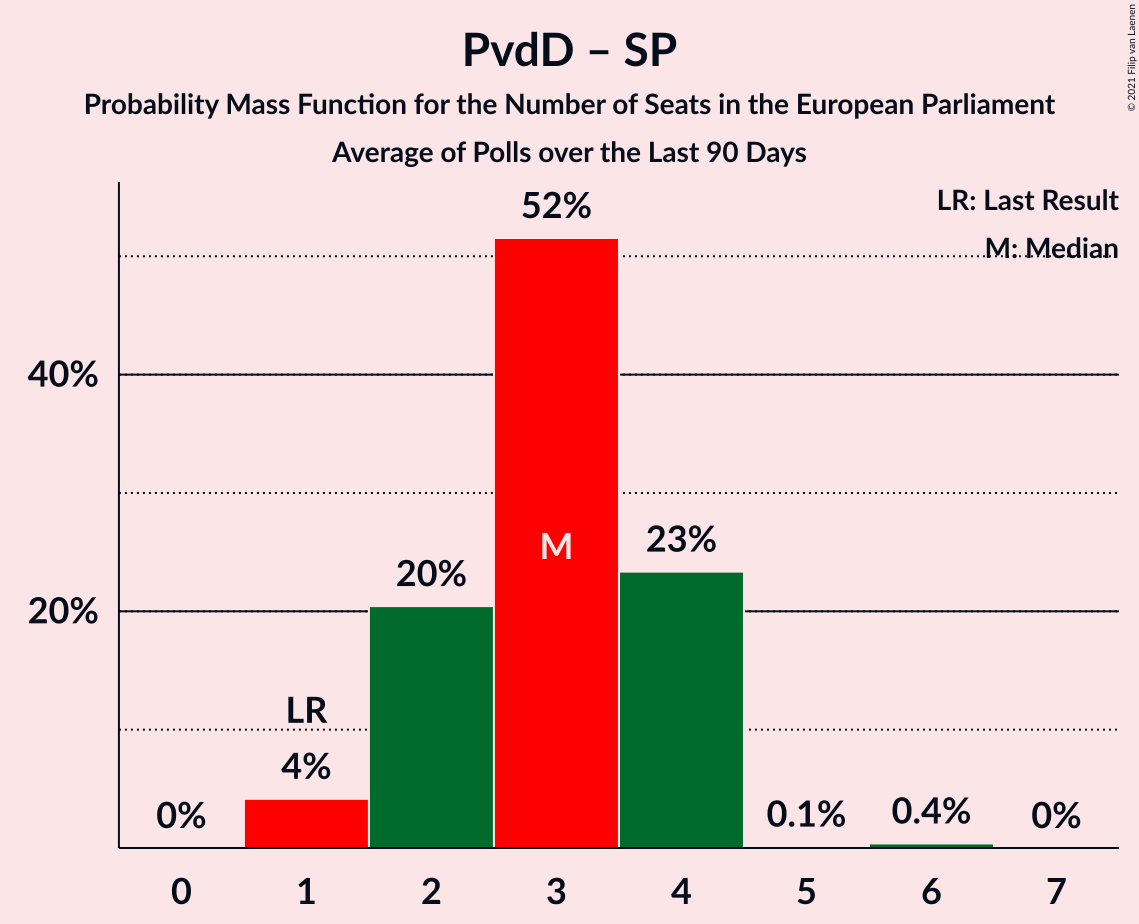 PvdD – SP
Probability Mass Function for the Number of Seats in the European Parliament
Average of Polls over the Last 90 Days
© 2021 Filip van Laenen
LR: Last Result
M: Median
52%
40%
M
23%
20%
20%
LR
4%
0%
0.1%
0.4%
0%
0 1 2 3 4 5 6 7